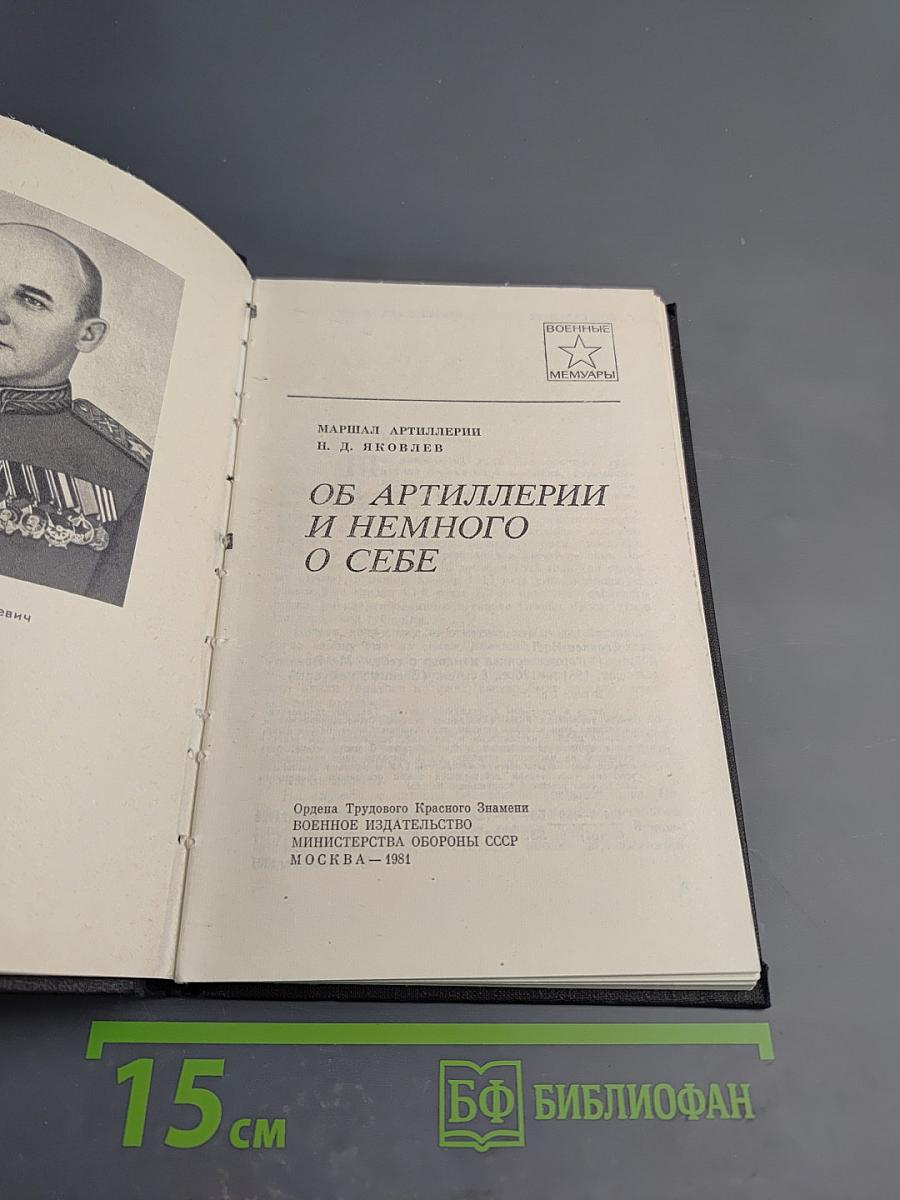 ВОЕННЫЕ
МЕМУАРЫ
МАРШАЛ АРТИЛЛЕРИИ
Н. Д. ЯКОВЛЕВ
ОБ АРТИЛЛЕРИИ
И НЕМНОГО
О СЕБЕ
евич
Ордена Трудового Красного Знамени
ВОЕННОЕ ИЗДАТЕЛЬСТВО
МИНИСТЕРСТВА ОБОРОНЫ СССР
МОСКВА — 1981
15 см
БФ БИБЛИОФАН